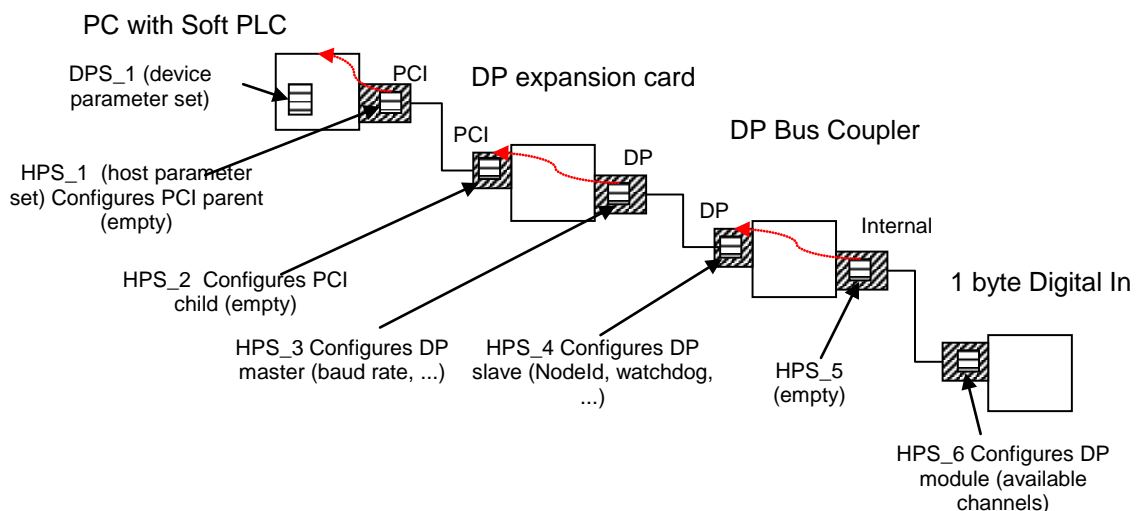 PC with Soft PLC
DPS_1 (device
parameter set)
PCI
DP expansion card
HPS_1  (host parameter
set) Configures PCI parent
(empty)
PCI
DP
DP Bus Coupler
HPS_2  Configures PCI
child (empty)
DP
Internal
HPS_3 Configures DP
master (baud rate, ...)
HPS_4 Configures DP
slave (NodeId, watchdog,
...)
HPS_5
(empty)
1 byte Digital In
HPS_6 Configures DP
module (available
channels)